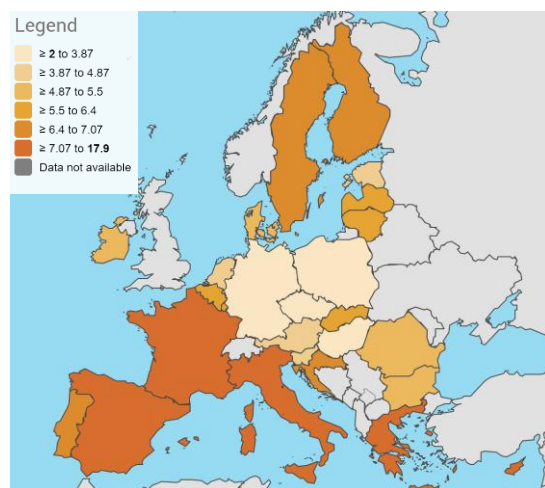 Legend
≥ 2 to 3.87
≥ 3.87 to 4.87
≥ 4.87 to 5.5
≥ 5.5 to 6.4
≥ 6.4 to 7.07
≥ 7.07 to 17.9
Data not available